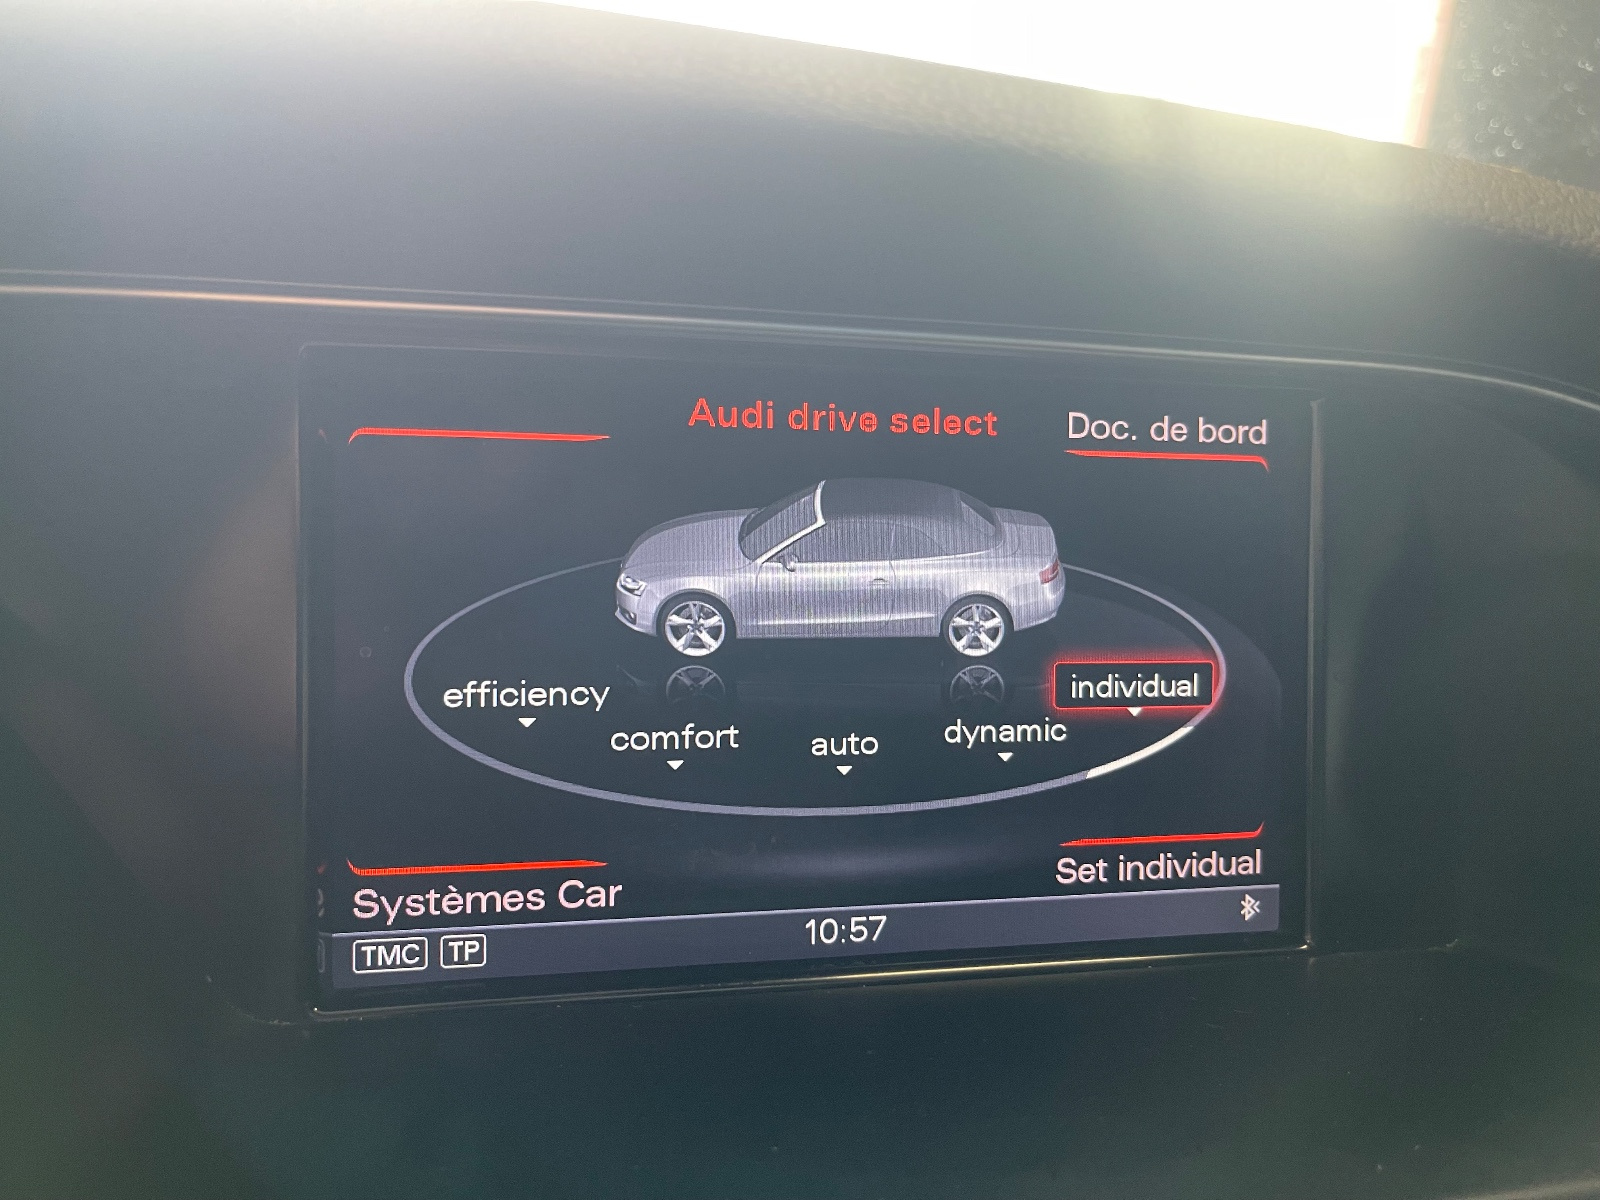 Audi drive select
Doc. de bord
efficiency
comfort
auto
dynamic
individual
Systèmes Car
Set individual
TMC TP
10:57